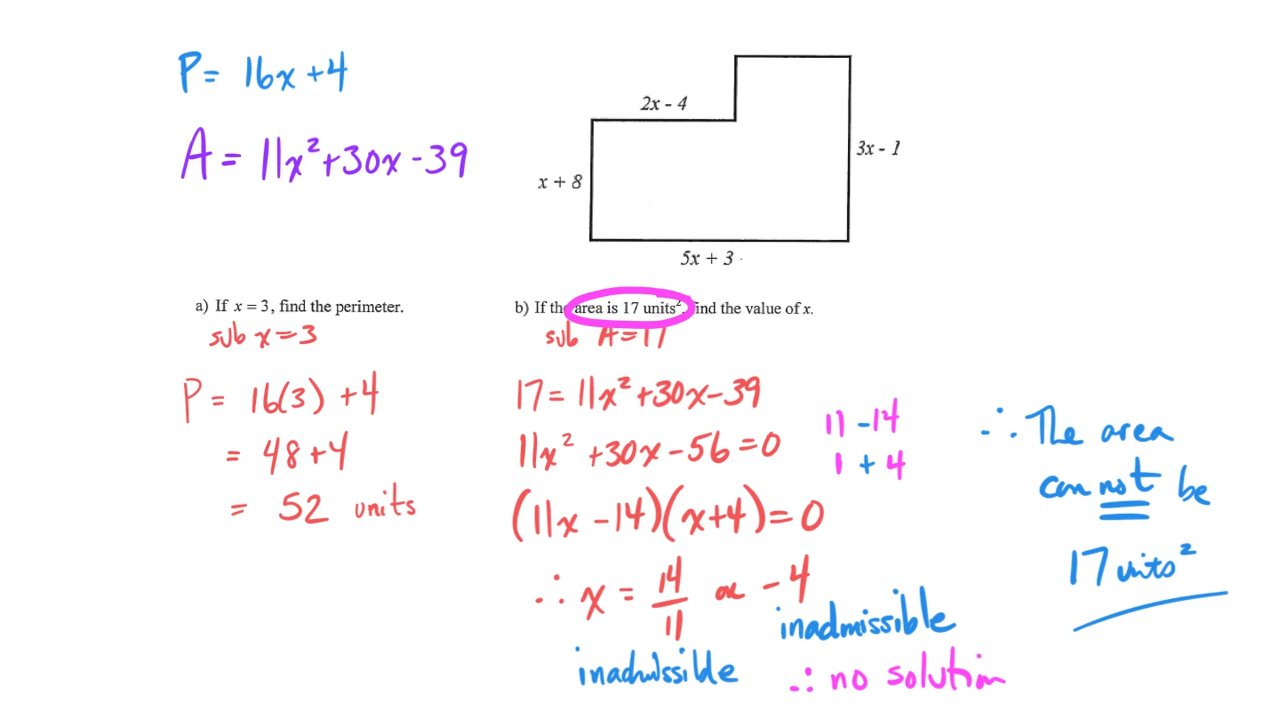 P = 16x + 4
A = 11x² + 30x - 39
2x - 4
3x - 1
x + 8
5x + 3
a) If x = 3, find the perimeter.
sub x = 3
P = 16(3) + 4
= 48 + 4
= 52 units
b) If the area is 17 units², find the value of x.
sub A = 17
17 = 11x² + 30x - 39
11x² + 30x - 56 = 0
11 -14
1 + 4
(11x - 14)(x + 4) = 0
∴ x = 14/11 or -4
inadmissible
inadmissible
∴ no solution
∴ The area
cannot be
17 units²